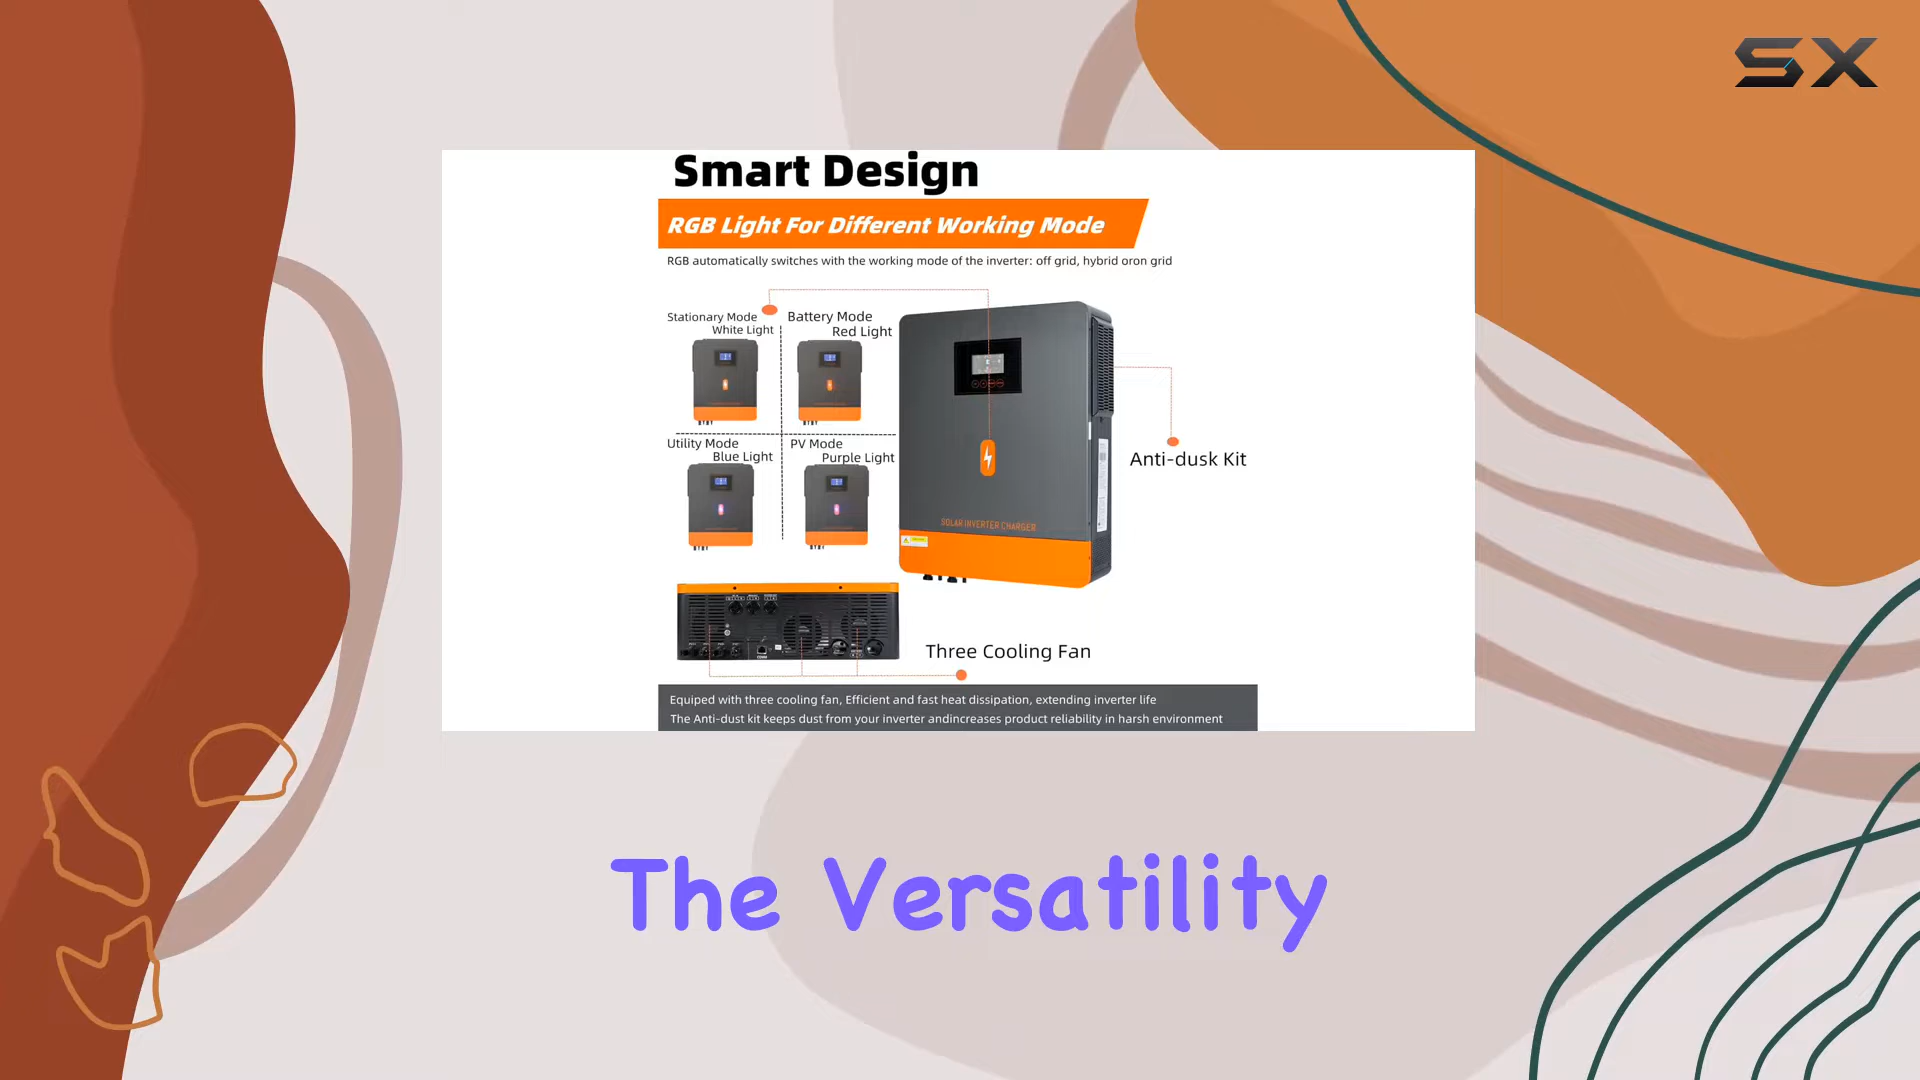 SX
Smart Design
RGB Light For Different Working Mode
RGB automatically switches with the working mode of the inverter: off grid, hybrid oron grid
Stationary Mode
White Light
Battery Mode
Red Light
Utility Mode
Blue Light
PV Mode
Purple Light
SOLAR INVERTER CHARGER
Anti-dusk Kit
Three Cooling Fan
Equiped with three cooling fan, Efficient and fast heat dissipation, extending inverter life
The Anti-dust kit keeps dust from your inverter andincreases product reliability in harsh environment
The Versatility